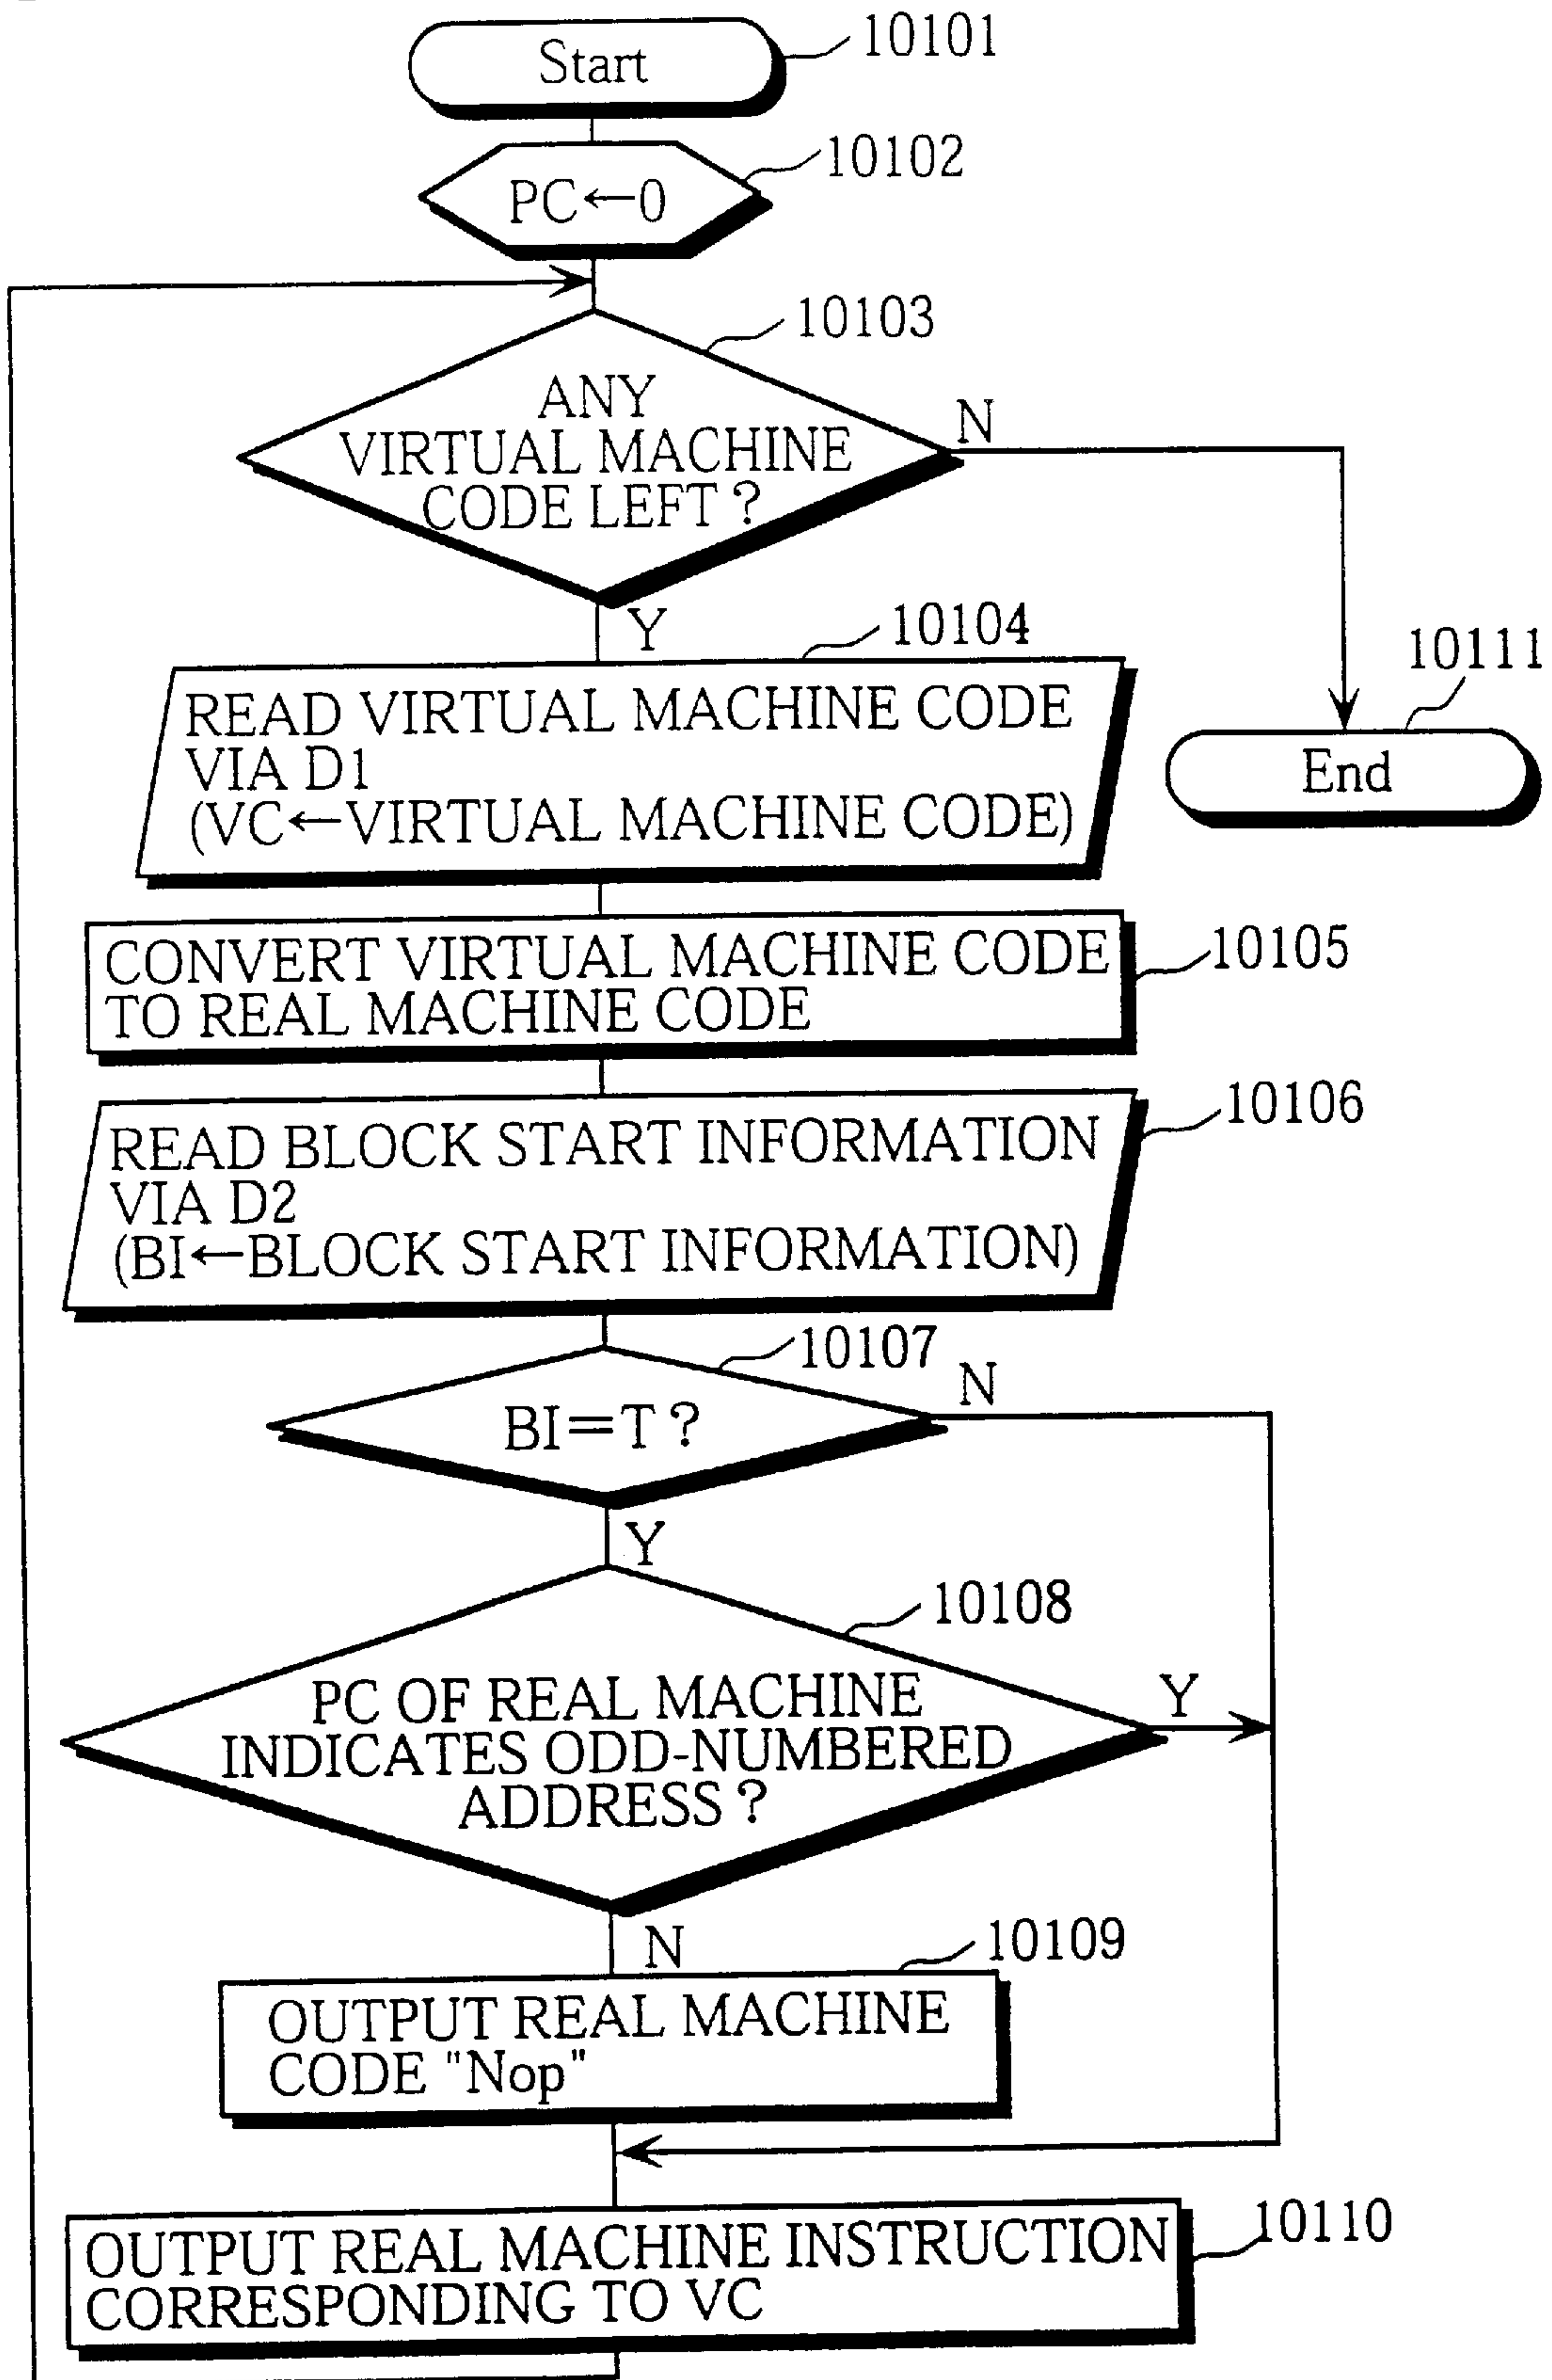 Start
10101
PC←0
10102
10103
ANY
VIRTUAL MACHINE
CODE LEFT ?
N
Y
10104
READ VIRTUAL MACHINE CODE
VIA D1
(VC←VIRTUAL MACHINE CODE)
10111
End
CONVERT VIRTUAL MACHINE CODE
TO REAL MACHINE CODE
10105
READ BLOCK START INFORMATION
VIA D2
(BI←BLOCK START INFORMATION)
10106
10107
BI=T ?
N
Y
10108
PC OF REAL MACHINE
INDICATES ODD-NUMBERED
ADDRESS ?
Y
N
10109
OUTPUT REAL MACHINE
CODE "Nop"
OUTPUT REAL MACHINE INSTRUCTION
CORRESPONDING TO VC
10110